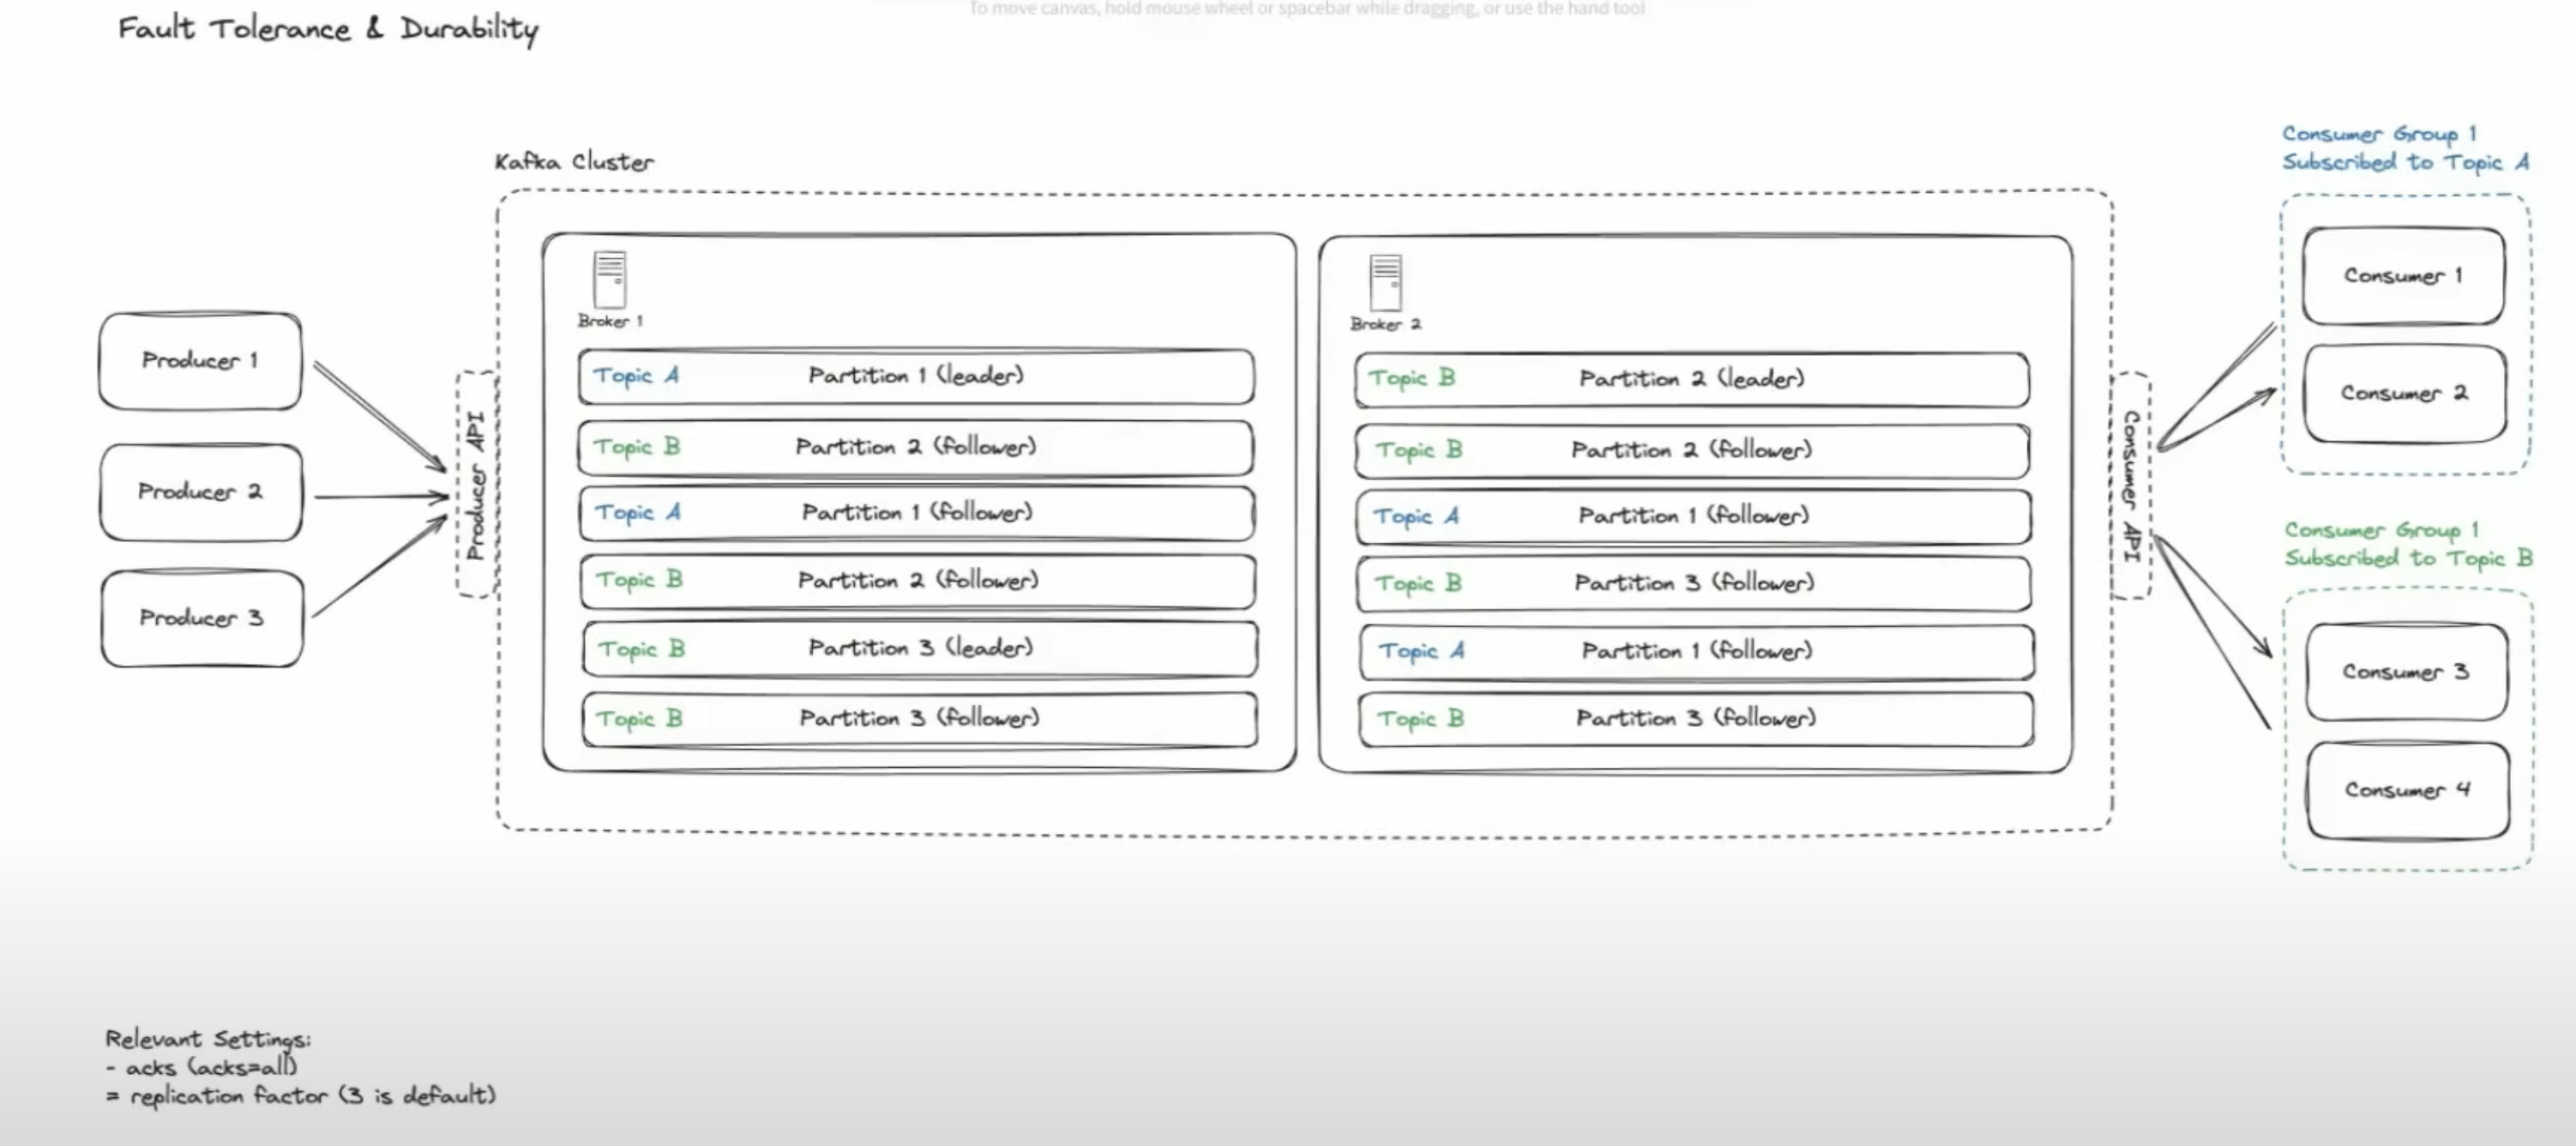 To move canvas, hold mouse wheel or spacebar while dragging, or use the hand tool
Fault Tolerance & Durability
Kafka Cluster
Producer 1
Producer 2
Producer 3
Producer API
Broker 1
Topic A Partition 1 (leader)
Topic B Partition 2 (follower)
Topic A Partition 1 (follower)
Topic B Partition 2 (follower)
Topic B Partition 3 (leader)
Topic B Partition 3 (follower)
Broker 2
Topic B Partition 2 (leader)
Topic B Partition 2 (follower)
Topic A Partition 1 (follower)
Topic B Partition 3 (follower)
Topic A Partition 1 (follower)
Topic B Partition 3 (follower)
Consumer API
Consumer Group 1
Subscribed to Topic A
Consumer 1
Consumer 2
Consumer Group 1
Subscribed to Topic B
Consumer 3
Consumer 4
Relevant Settings:
- acks (acks=all)
= replication factor (3 is default)